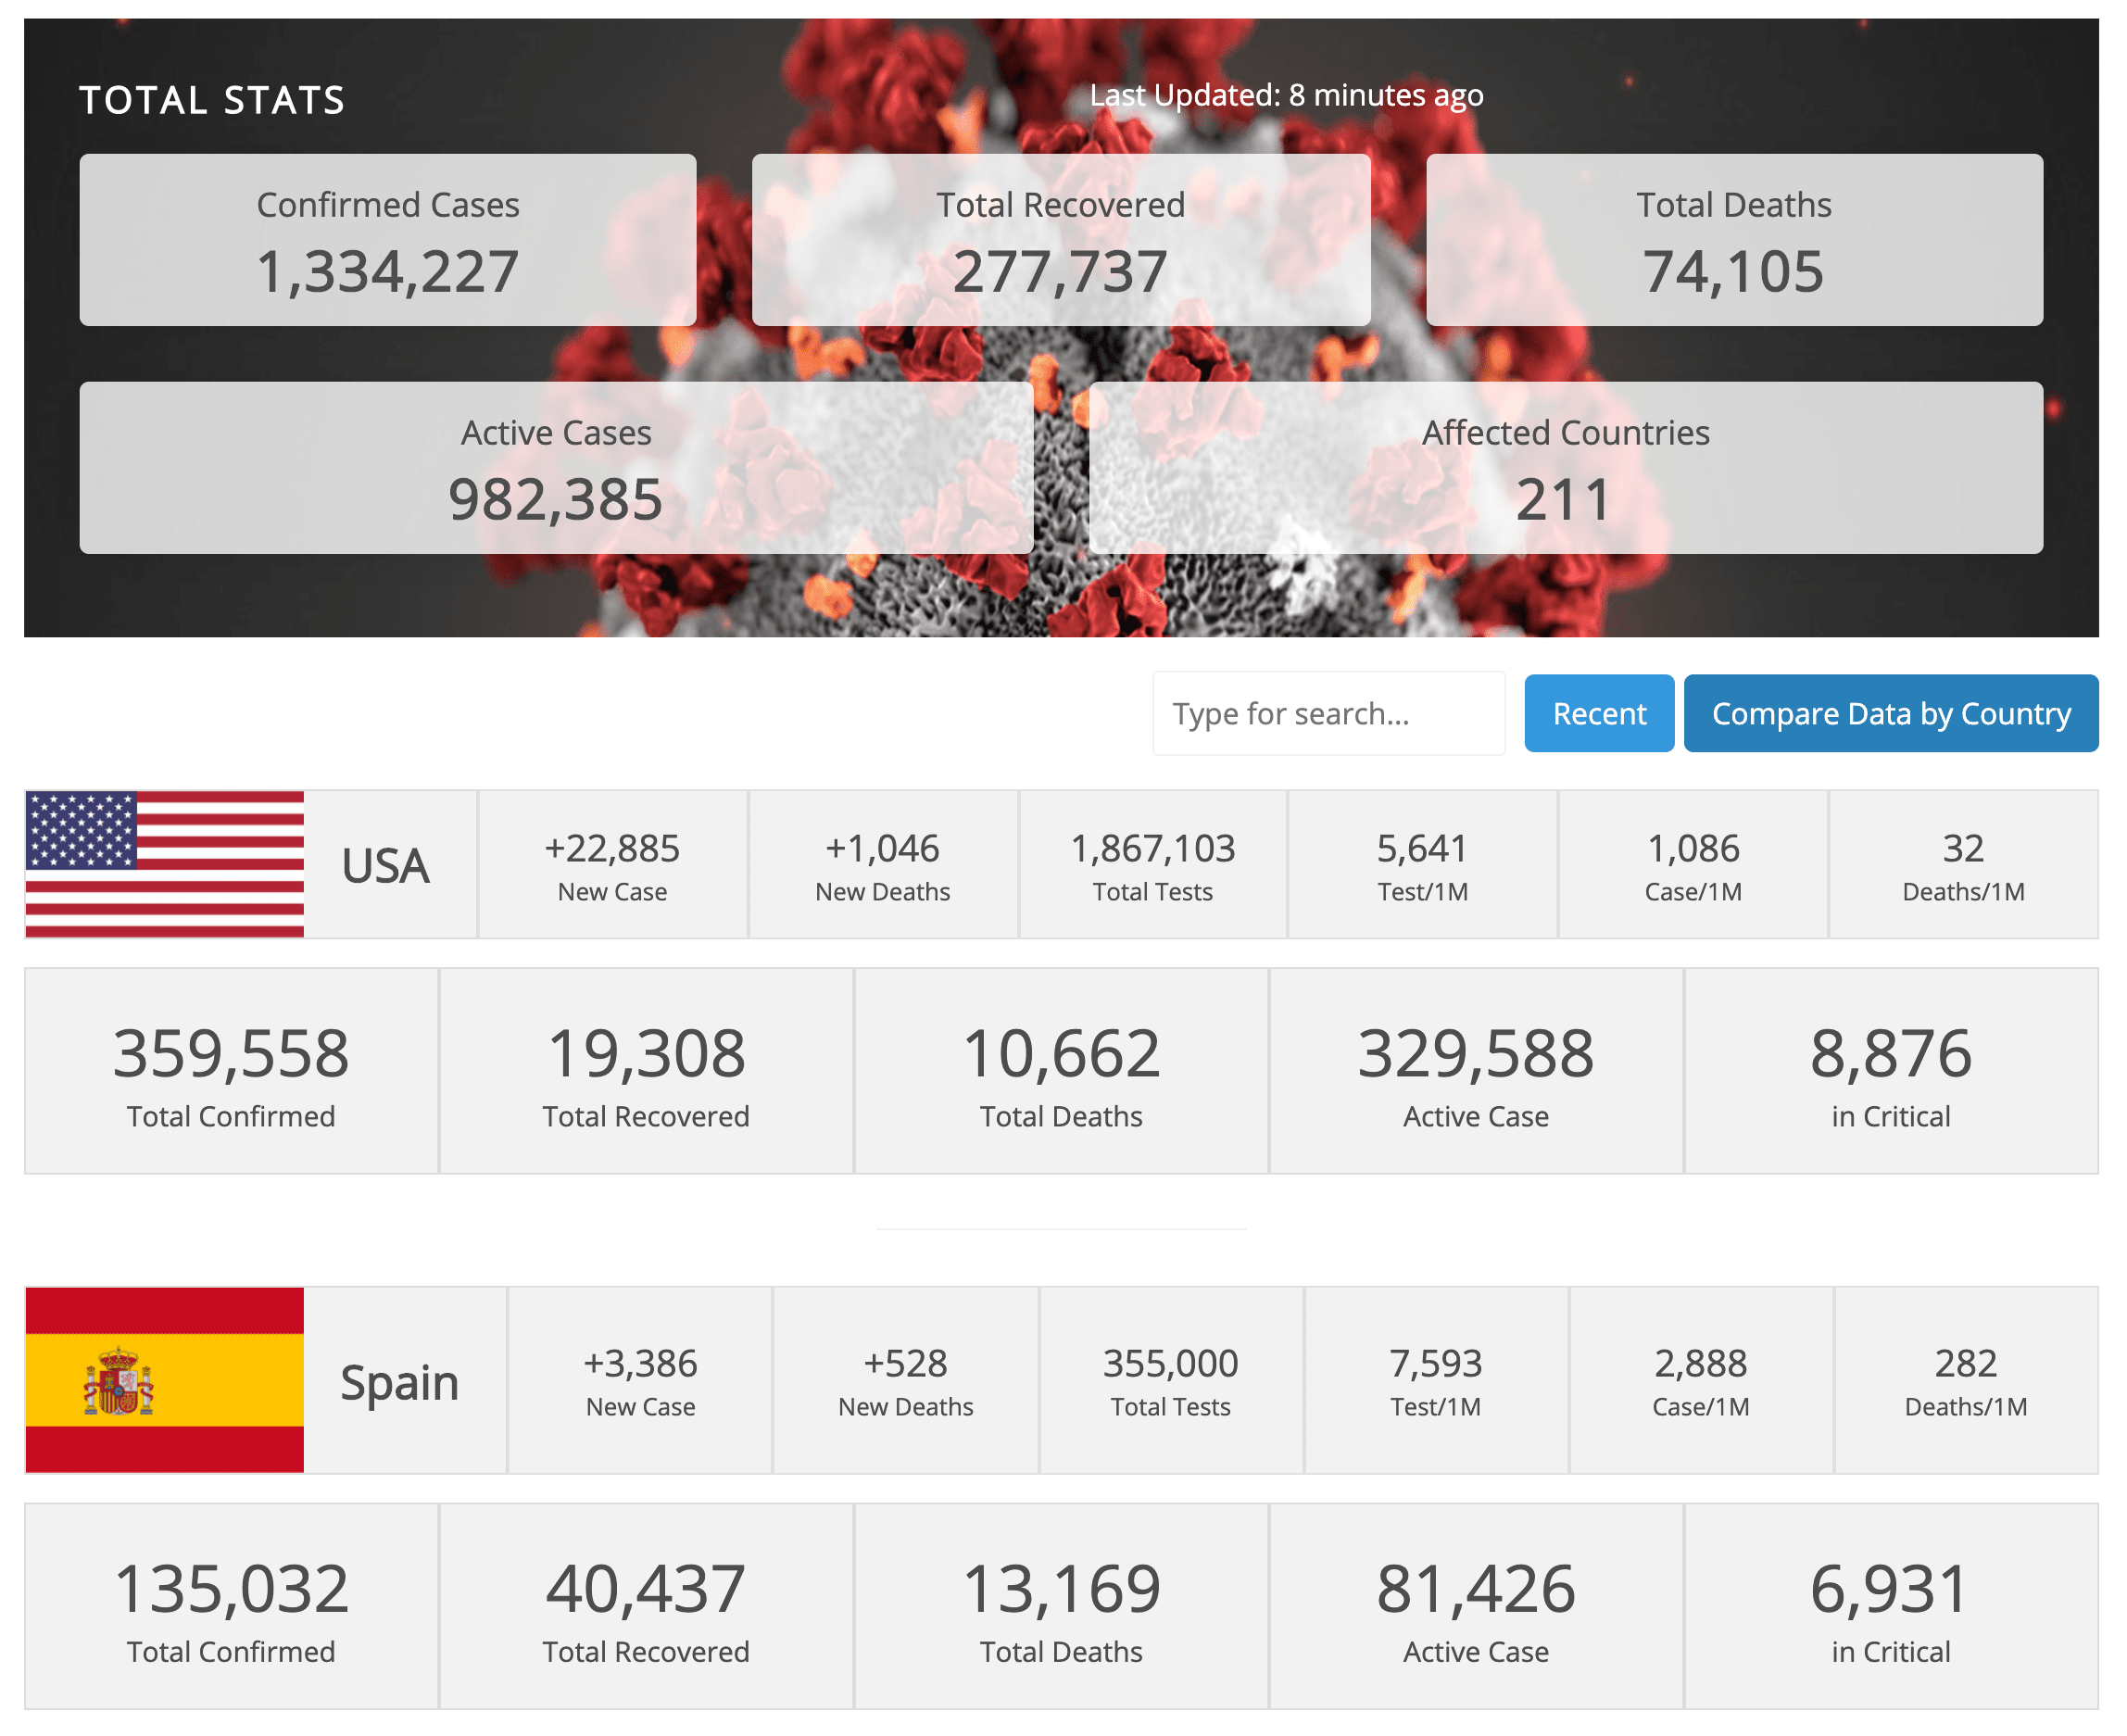 TOTAL STATS
Last Updated: 8 minutes ago
Confirmed Cases
1,334,227
Total Recovered
277,737
Total Deaths
74,105
Active Cases
982,385
Affected Countries
211
Type for search...
Recent
Compare Data by Country
USA
+22,885
New Case
+1,046
New Deaths
1,867,103
Total Tests
5,641
Test/1M
1,086
Case/1M
32
Deaths/1M
359,558
Total Confirmed
19,308
Total Recovered
10,662
Total Deaths
329,588
Active Case
8,876
in Critical
Spain
+3,386
New Case
+528
New Deaths
355,000
Total Tests
7,593
Test/1M
2,888
Case/1M
282
Deaths/1M
135,032
Total Confirmed
40,437
Total Recovered
13,169
Total Deaths
81,426
Active Case
6,931
in Critical